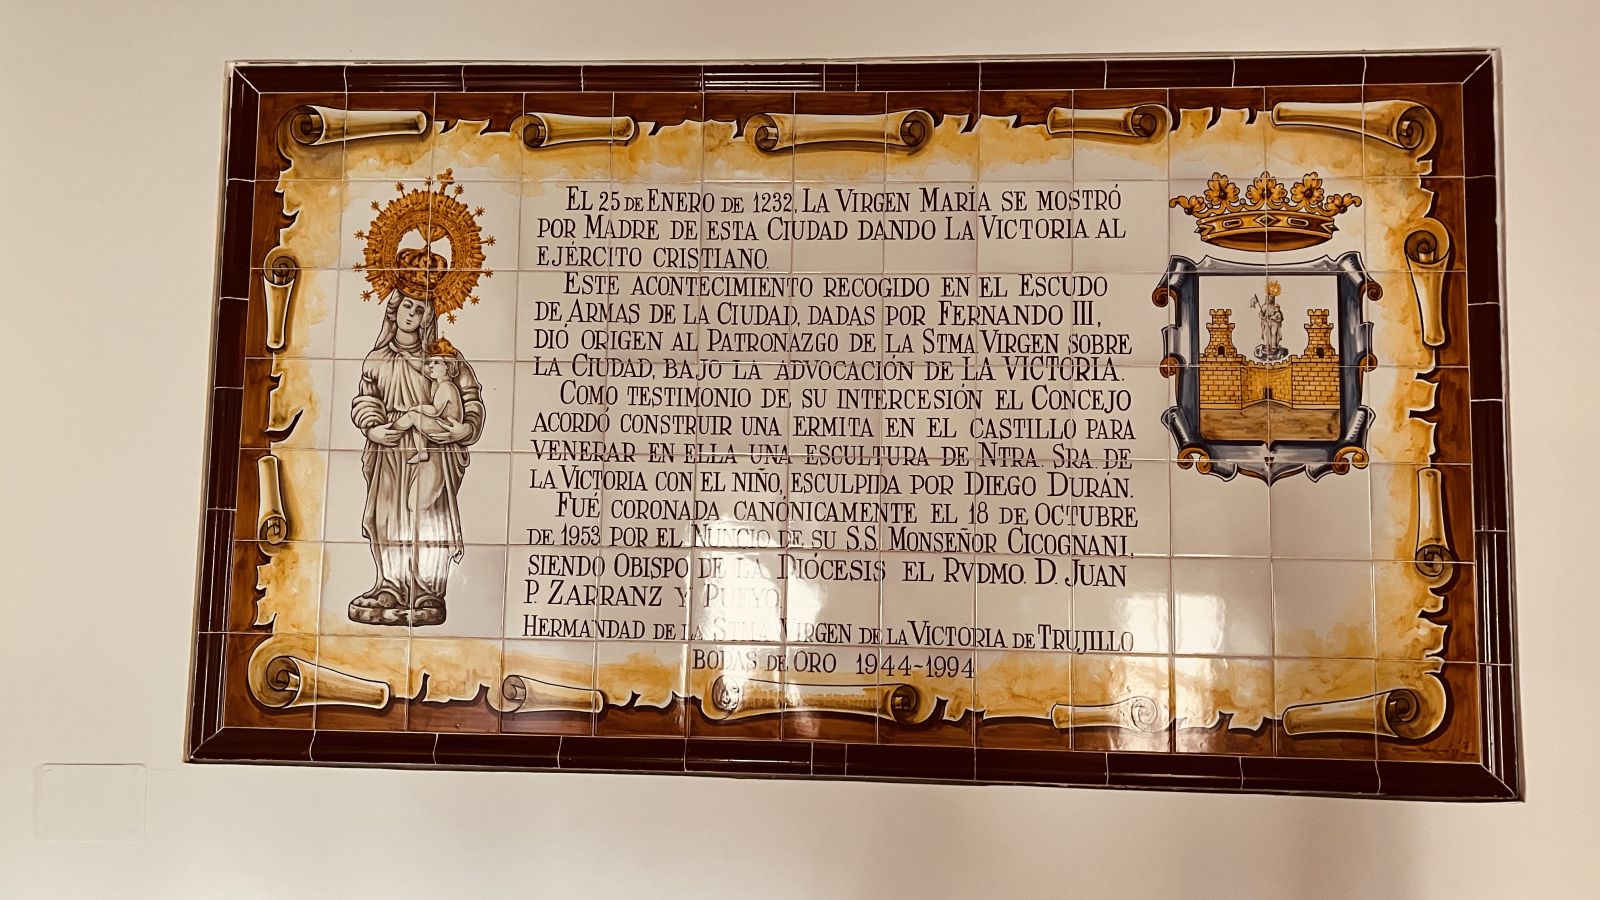 El 25 de Enero de 1232, La Virgen María se mostró
por Madre de esta Ciudad dando La Victoria al
ejército cristiano.
Este acontecimiento recogido en el Escudo
de Armas de la Ciudad, dadas por Fernando III,
dió origen al Patronazgo de la Stma Virgen sobre
la Ciudad, bajo la advocación de la Victoria.
Como testimonio de su intercesión el Concejo
acordó construir una ermita en el castillo para
venerar en ella una escultura de Ntra. Sra. de
la Victoria con el niño, esculpida por Diego Durán.
Fué coronada canónicamente el 18 de octubre
de 1953 por el Nuncio de su S.S. Monseñor Cicognani,
siendo Obispo de la Diócesis el Rvdmo. D. Juan
P. Zarranz y Pueyo.
Hermandad de la Stma Virgen de la Victoria de Trujillo
Bodas de Oro 1944-1994